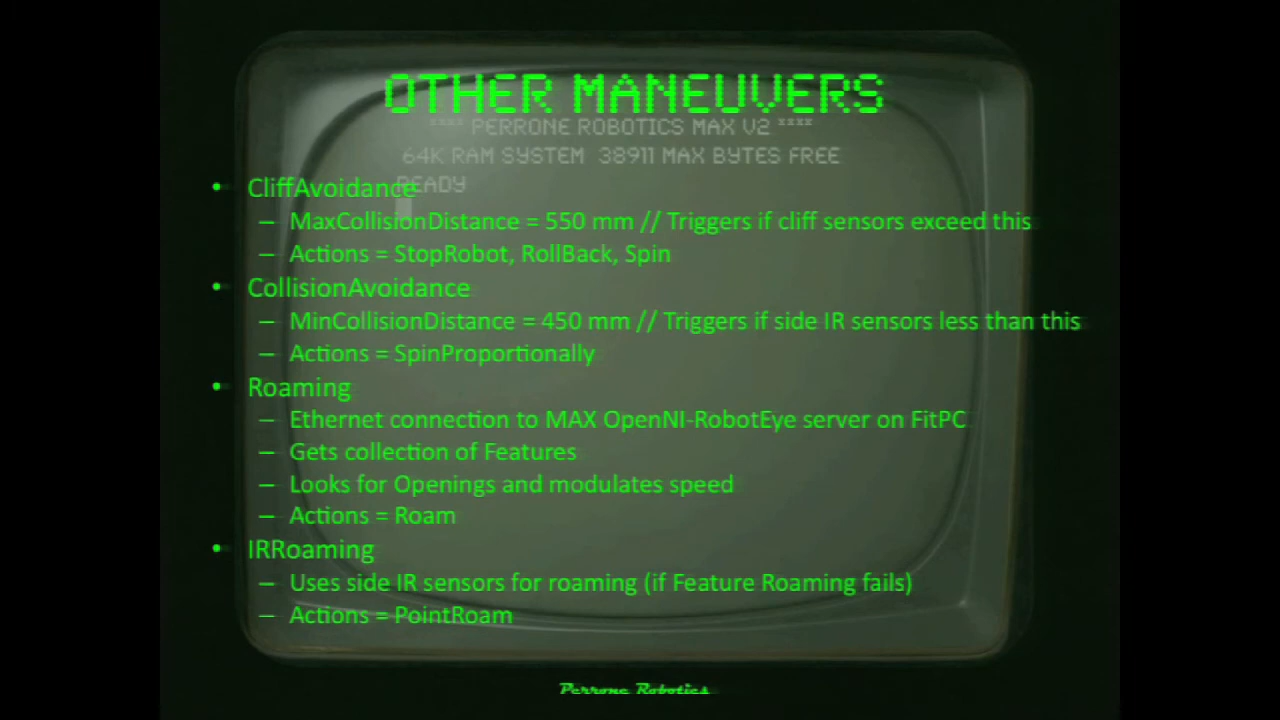 OTHER MANEUVERS
**** PERRONE ROBOTICS MAX V2 ****
64K RAM SYSTEM 38911 MAX BYTES FREE
READY
• CliffAvoidance
– MaxCollisionDistance = 550 mm // Triggers if cliff sensors exceed this
– Actions = StopRobot, RollBack, Spin
• CollisionAvoidance
– MinCollisionDistance = 450 mm // Triggers if side IR sensors less than this
– Actions = SpinProportionally
• Roaming
– Ethernet connection to MAX OpenNI-RobotEye server on FitPC
– Gets collection of Features
– Looks for Openings and modulates speed
– Actions = Roam
• IRRoaming
– Uses side IR sensors for roaming (if Feature Roaming fails)
– Actions = PointRoam
Perrone Robotics